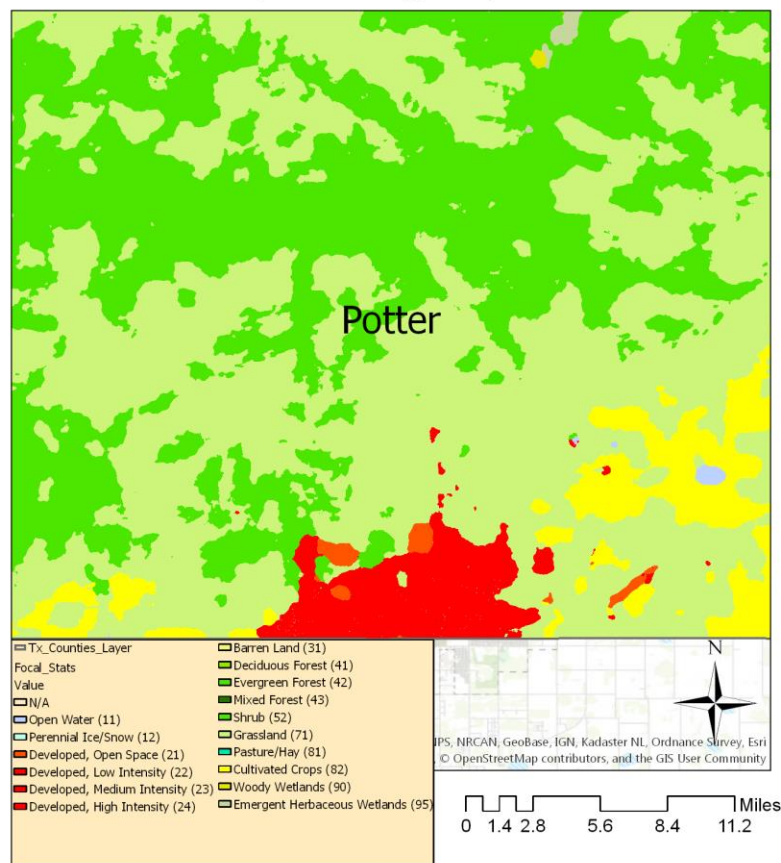 Potter
Tx_Counties_Layer
Focal_Stats
Value
N/A
Open Water (11)
Perennial Ice/Snow (12)
Developed, Open Space (21)
Developed, Low Intensity (22)
Developed, Medium Intensity (23)
Developed, High Intensity (24)
Barren Land (31)
Deciduous Forest (41)
Evergreen Forest (42)
Mixed Forest (43)
Shrub (52)
Grassland (71)
Pasture/Hay (81)
Cultivated Crops (82)
Woody Wetlands (90)
Emergent Herbaceous Wetlands (95)
N
NRCAN, GeoBase, IGN, Kadaster NL, Ordnance Survey, Esri
, © OpenStreetMap contributors, and the GIS User Community
Miles
0 1.4 2.8 5.6 8.4 11.2